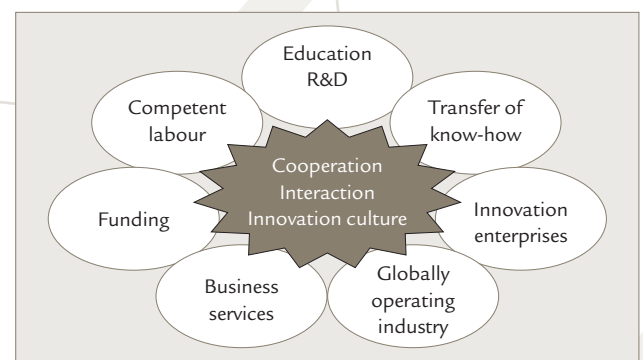 Education
R&D
Competent
labour
Transfer of
know-how
Cooperation
Interaction
Innovation culture
Funding
Innovation
enterprises
Business
services
Globally
operating
industry